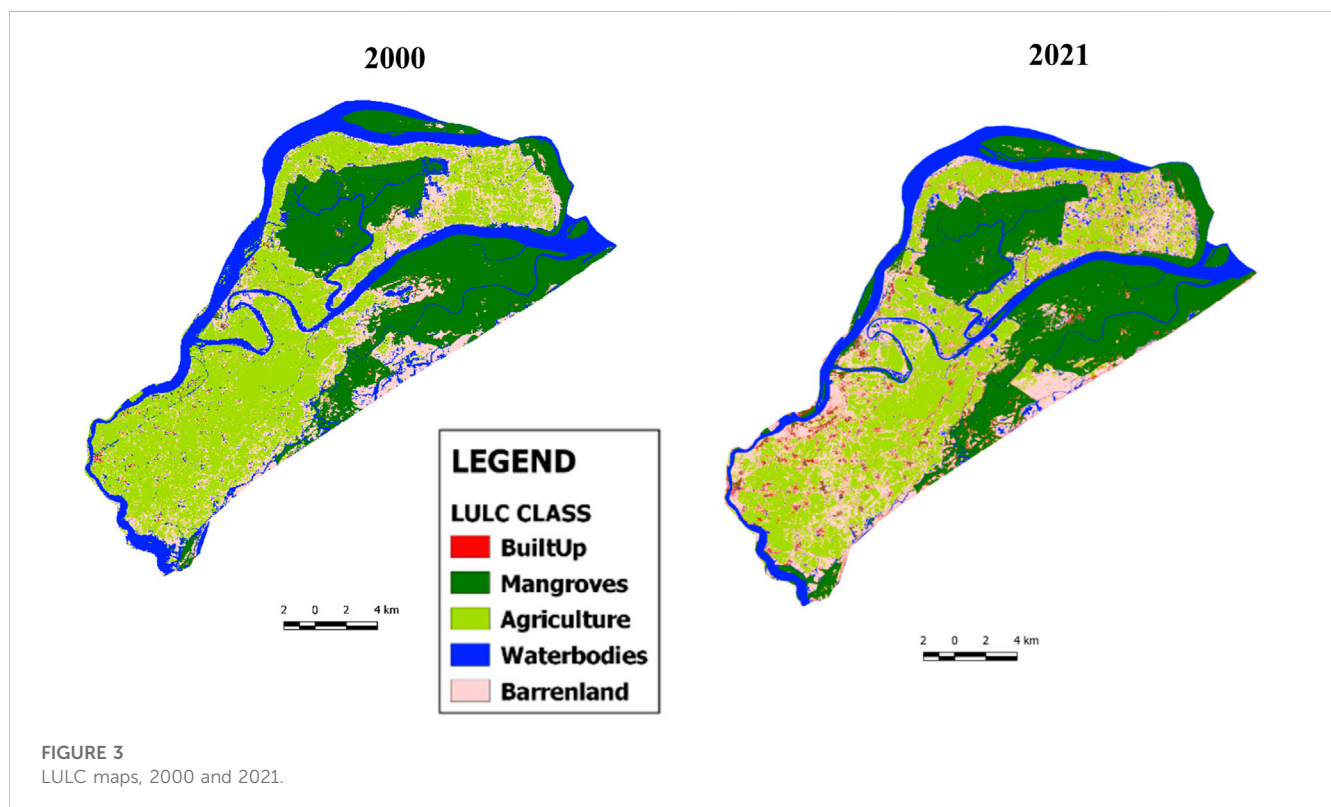 2000
2021
LEGEND
LULC CLASS
BuiltUp
Mangroves
Agriculture
Waterbodies
Barrenland
2 0 2 4 km
2 0 2 4 km
FIGURE 3
LULC maps, 2000 and 2021.